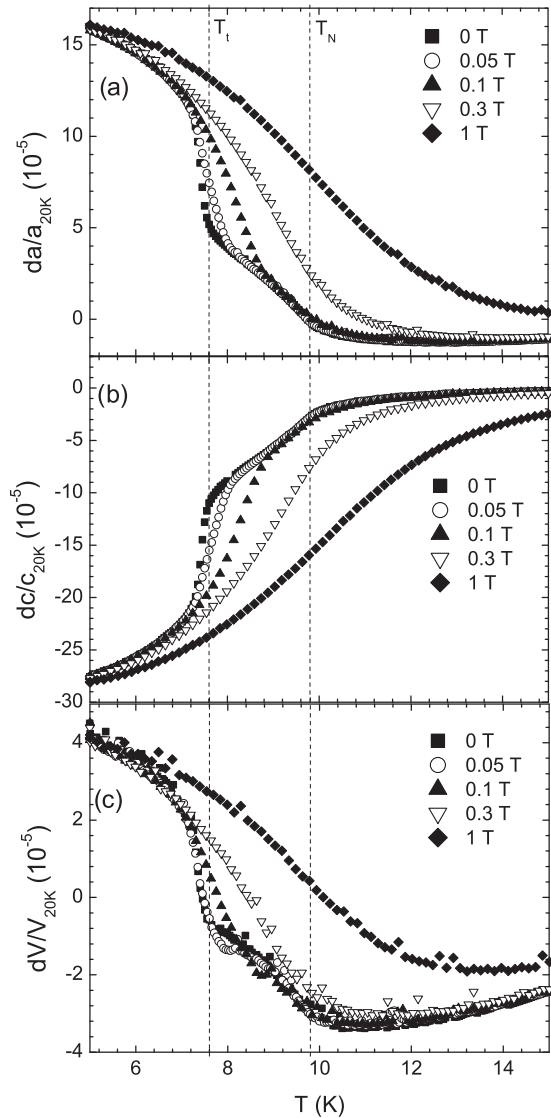 T_t T_N
15
10
5
0
da/a_20K (10^-5)
(a)
0 T
0.05 T
0.1 T
0.3 T
1 T
0
-5
-10
-15
-20
-25
-30
dc/c_20K (10^-5)
(b)
0 T
0.05 T
0.1 T
0.3 T
1 T
4
2
0
-2
-4
dV/V_20K (10^-5)
(c)
0 T
0.05 T
0.1 T
0.3 T
1 T
6 8 10 12 14
T (K)